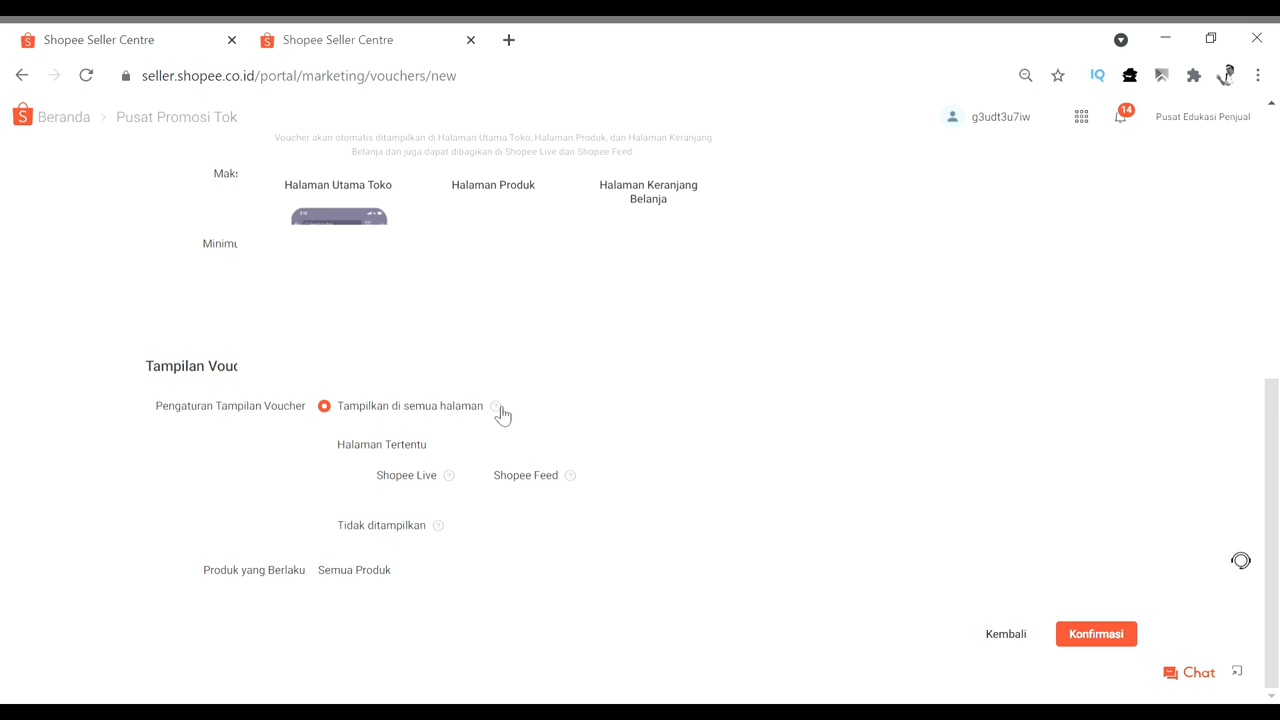 Shopee Seller Centre
Shopee Seller Centre
seller.shopee.co.id/portal/marketing/vouchers/new
IQ
Beranda > Pusat Promosi Tok
g3udt3u7iw
14
Pusat Edukasi Penjual
Voucher akan otomatis ditampilkan di Halaman Utama Toko, Halaman Produk, dan Halaman Keranjang
Belanja dan juga dapat dibagikan di Shopee Live dan Shopee Feed.
Maks
Halaman Utama Toko
Halaman Produk
Halaman Keranjang
Belanja
Minimu
Tampilan Vouc
Pengaturan Tampilan Voucher
Tampilkan di semua halaman
Halaman Tertentu
Shopee Live
Shopee Feed
Tidak ditampilkan
Produk yang Berlaku
Semua Produk
Kembali
Konfirmasi
Chat